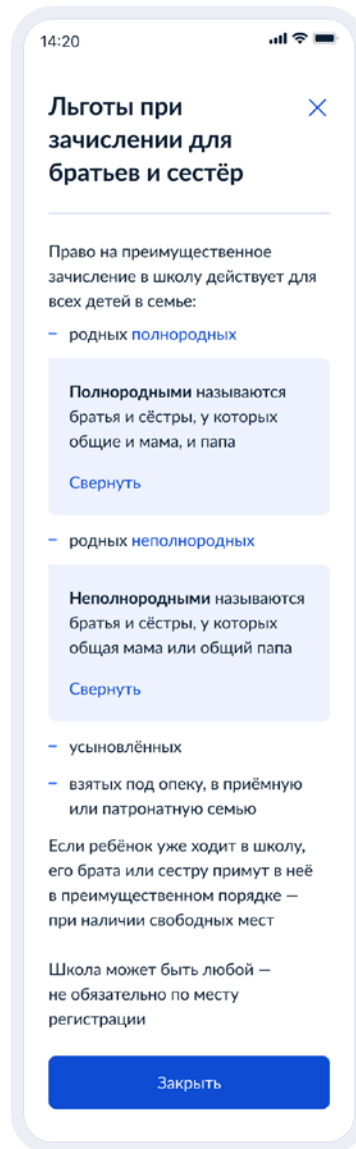 14:20
Льготы при
зачислении для
братьев и сестёр
Право на преимущественное
зачисление в школу действует для
всех детей в семье:
– родных полнородных
Полнородными называются
братья и сёстры, у которых
общие и мама, и папа
Свернуть
– родных неполнородных
Неполнородными называются
братья и сёстры, у которых
общая мама или общий папа
Свернуть
– усыновлённых
– взятых под опеку, в приёмную
или патронатную семью
Если ребёнок уже ходит в школу,
его брата или сестру примут в неё
в преимущественном порядке —
при наличии свободных мест
Школа может быть любой —
не обязательно по месту
регистрации
Закрыть